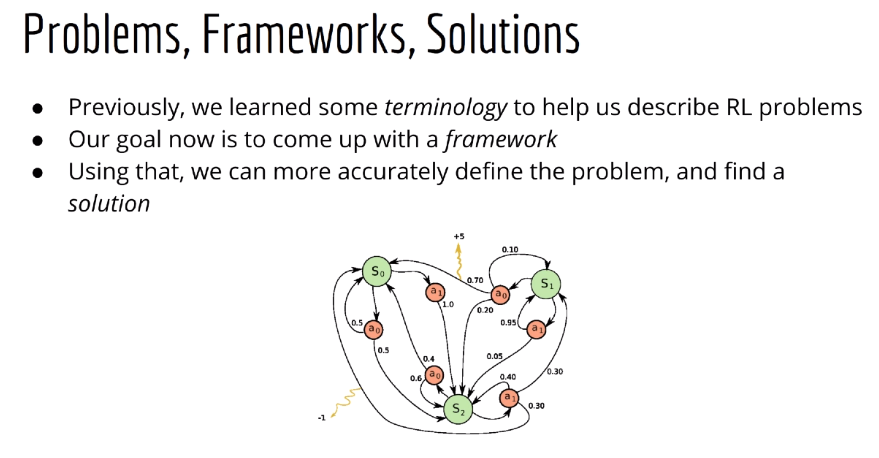 Problems, Frameworks, Solutions
● Previously, we learned some terminology to help us describe RL problems
● Our goal now is to come up with a framework
● Using that, we can more accurately define the problem, and find a
solution
+5
0.10
S₀
0.70
S₁
a₁
a₀
1.0
0.20
0.5
a₀
0.95
a₁
0.5
0.4
0.05
0.6
a₀
0.40
0.30
a₁
S₂
0.30
-1